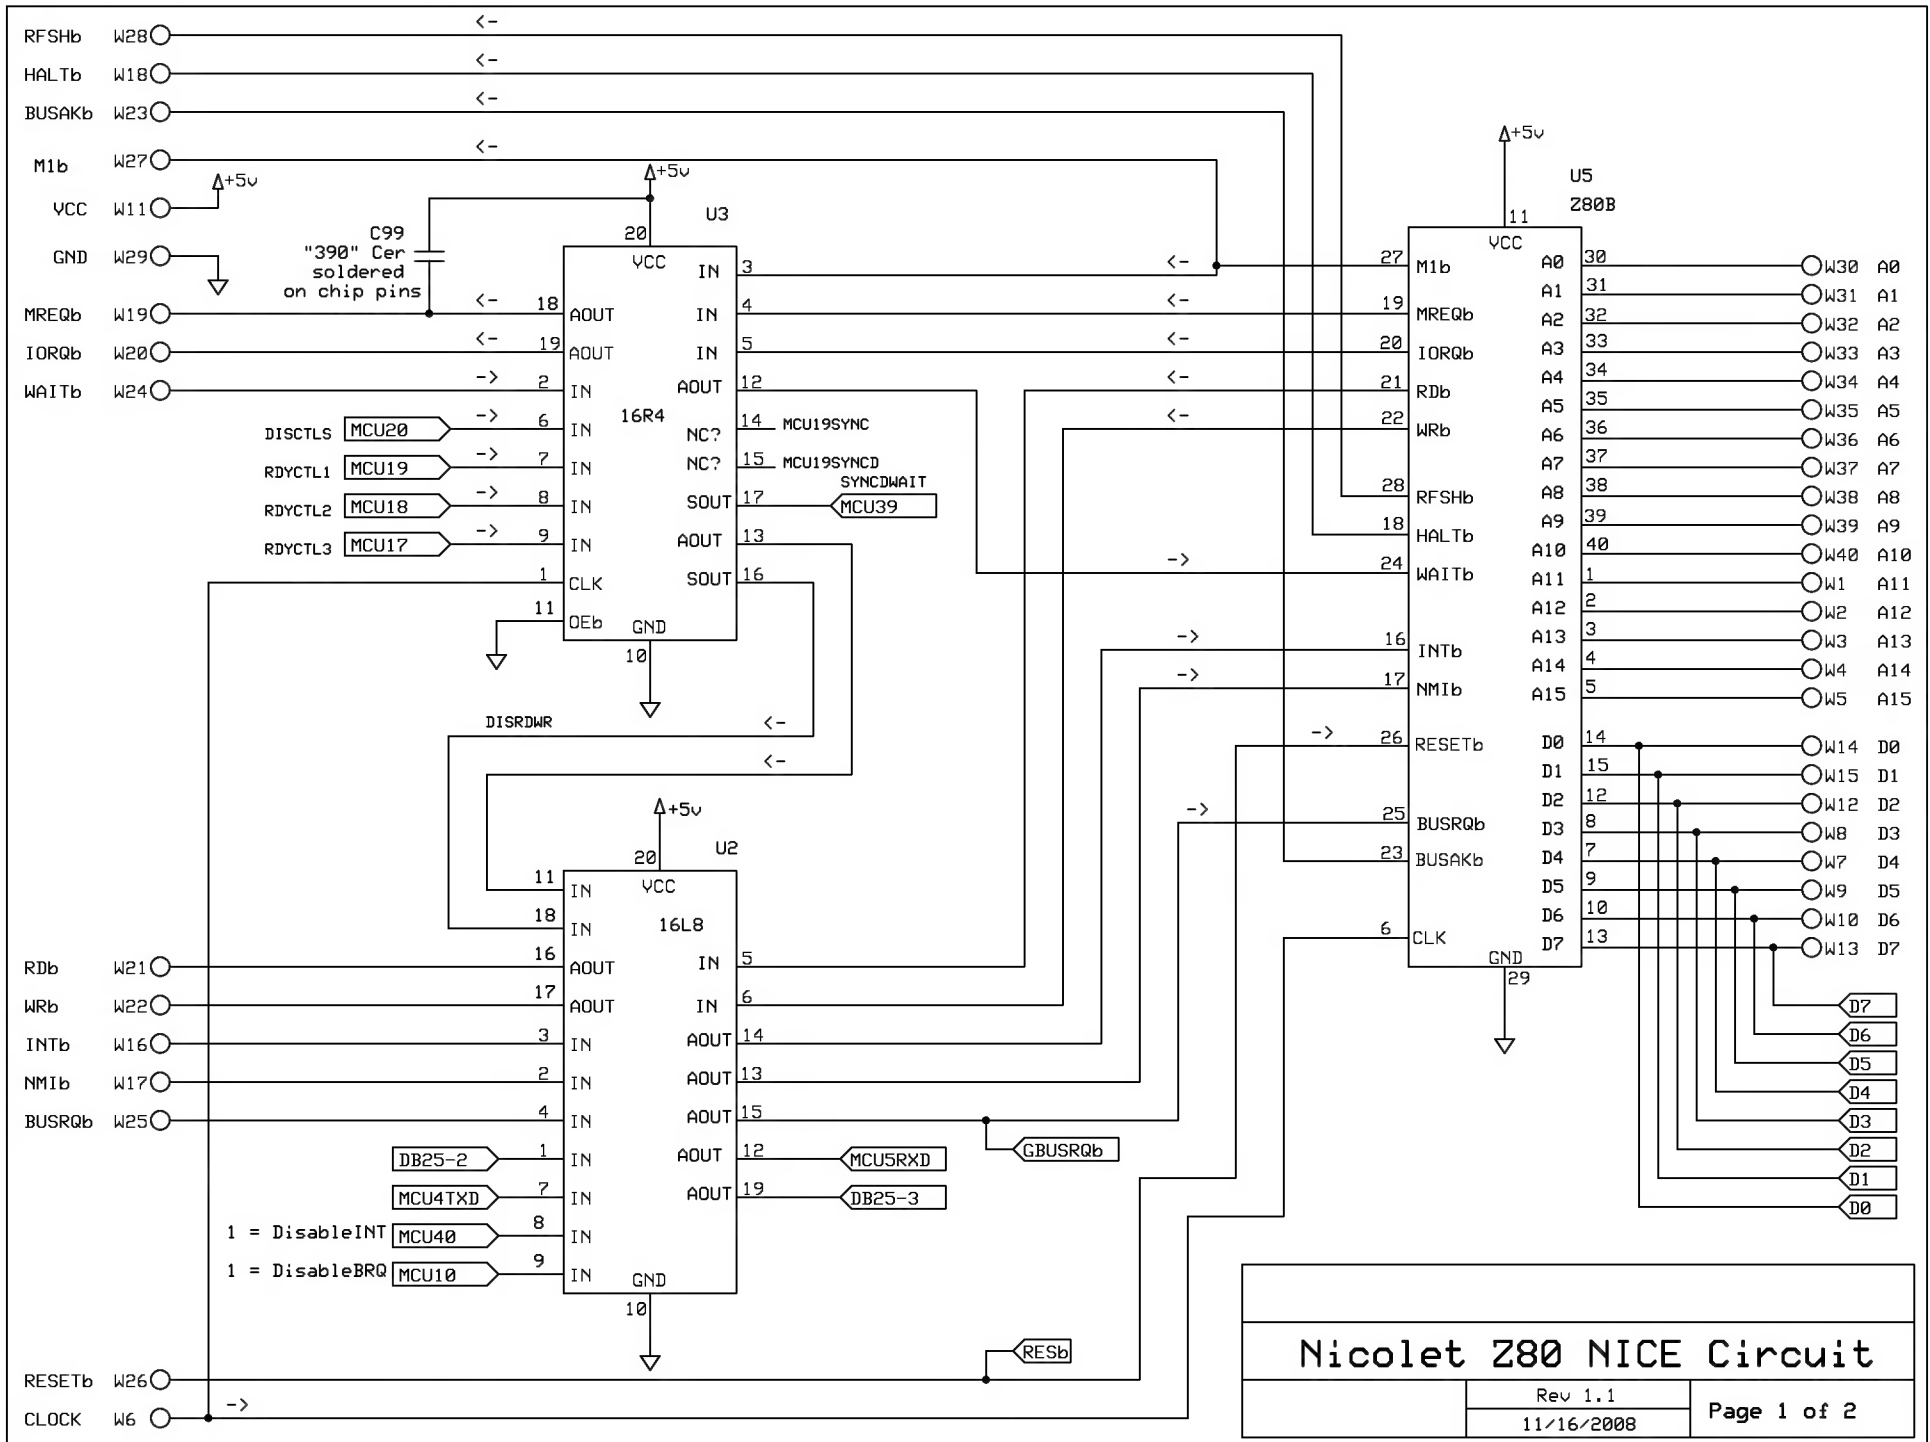 RFSHb W28 <-
HALTb W18 <-
BUSAKb W23 <-
M1b W27 <-
VCC W11 +5v
GND W29
MREQb W19 <-
IORQb W20 <-
WAITb W24 ->
C99
"390" Cer
soldered
on chip pins
+5v
U3
20
VCC
16R4
18 AOUT
19 AOUT
2 IN
DISCTLS MCU20 -> 6 IN
RDYCTL1 MCU19 -> 7 IN
RDYCTL2 MCU18 -> 8 IN
RDYCTL3 MCU17 -> 9 IN
1 CLK
11 OEb
GND
10
IN 3
IN 4
IN 5
AOUT 12
NC? 14 MCU19SYNC
NC? 15 MCU19SYNCD
SYNCDWAIT
SOUT 17 MCU39
AOUT 13
SOUT 16
DISRDWR <-
<-
+5v
U2
20
VCC
16L8
11 IN
18 IN
RDb W21 16 AOUT
WRb W22 17 AOUT
INTb W16 3 IN
NMIb W17 2 IN
BUSRQb W25 4 IN
DB25-2 1 IN
MCU4TXD 7 IN
1 = DisableINT MCU40 8 IN
1 = DisableBRQ MCU10 9 IN
GND
10
IN 5
IN 6
AOUT 14
AOUT 13
AOUT 15 GBUSRQb
AOUT 12 MCU5RXD
AOUT 19 DB25-3
RESb
RESETb W26
CLOCK W6 ->
+5v
U5
Z80B
11
VCC
<- 27 M1b
<- 19 MREQb
<- 20 IORQb
<- 21 RDb
<- 22 WRb
28 RFSHb
18 HALTb
-> 24 WAITb
-> 16 INTb
-> 17 NMIb
-> 26 RESETb
-> 25 BUSRQb
23 BUSAKb
6 CLK
GND
29
A0 30 W30 A0
A1 31 W31 A1
A2 32 W32 A2
A3 33 W33 A3
A4 34 W34 A4
A5 35 W35 A5
A6 36 W36 A6
A7 37 W37 A7
A8 38 W38 A8
A9 39 W39 A9
A10 40 W40 A10
A11 1 W1 A11
A12 2 W2 A12
A13 3 W3 A13
A14 4 W4 A14
A15 5 W5 A15
D0 14 W14 D0
D1 15 W15 D1
D2 12 W12 D2
D3 8 W8 D3
D4 7 W7 D4
D5 9 W9 D5
D6 10 W10 D6
D7 13 W13 D7
D7
D6
D5
D4
D3
D2
D1
D0
Nicolet Z80 NICE Circuit
Rev 1.1
11/16/2008
Page 1 of 2